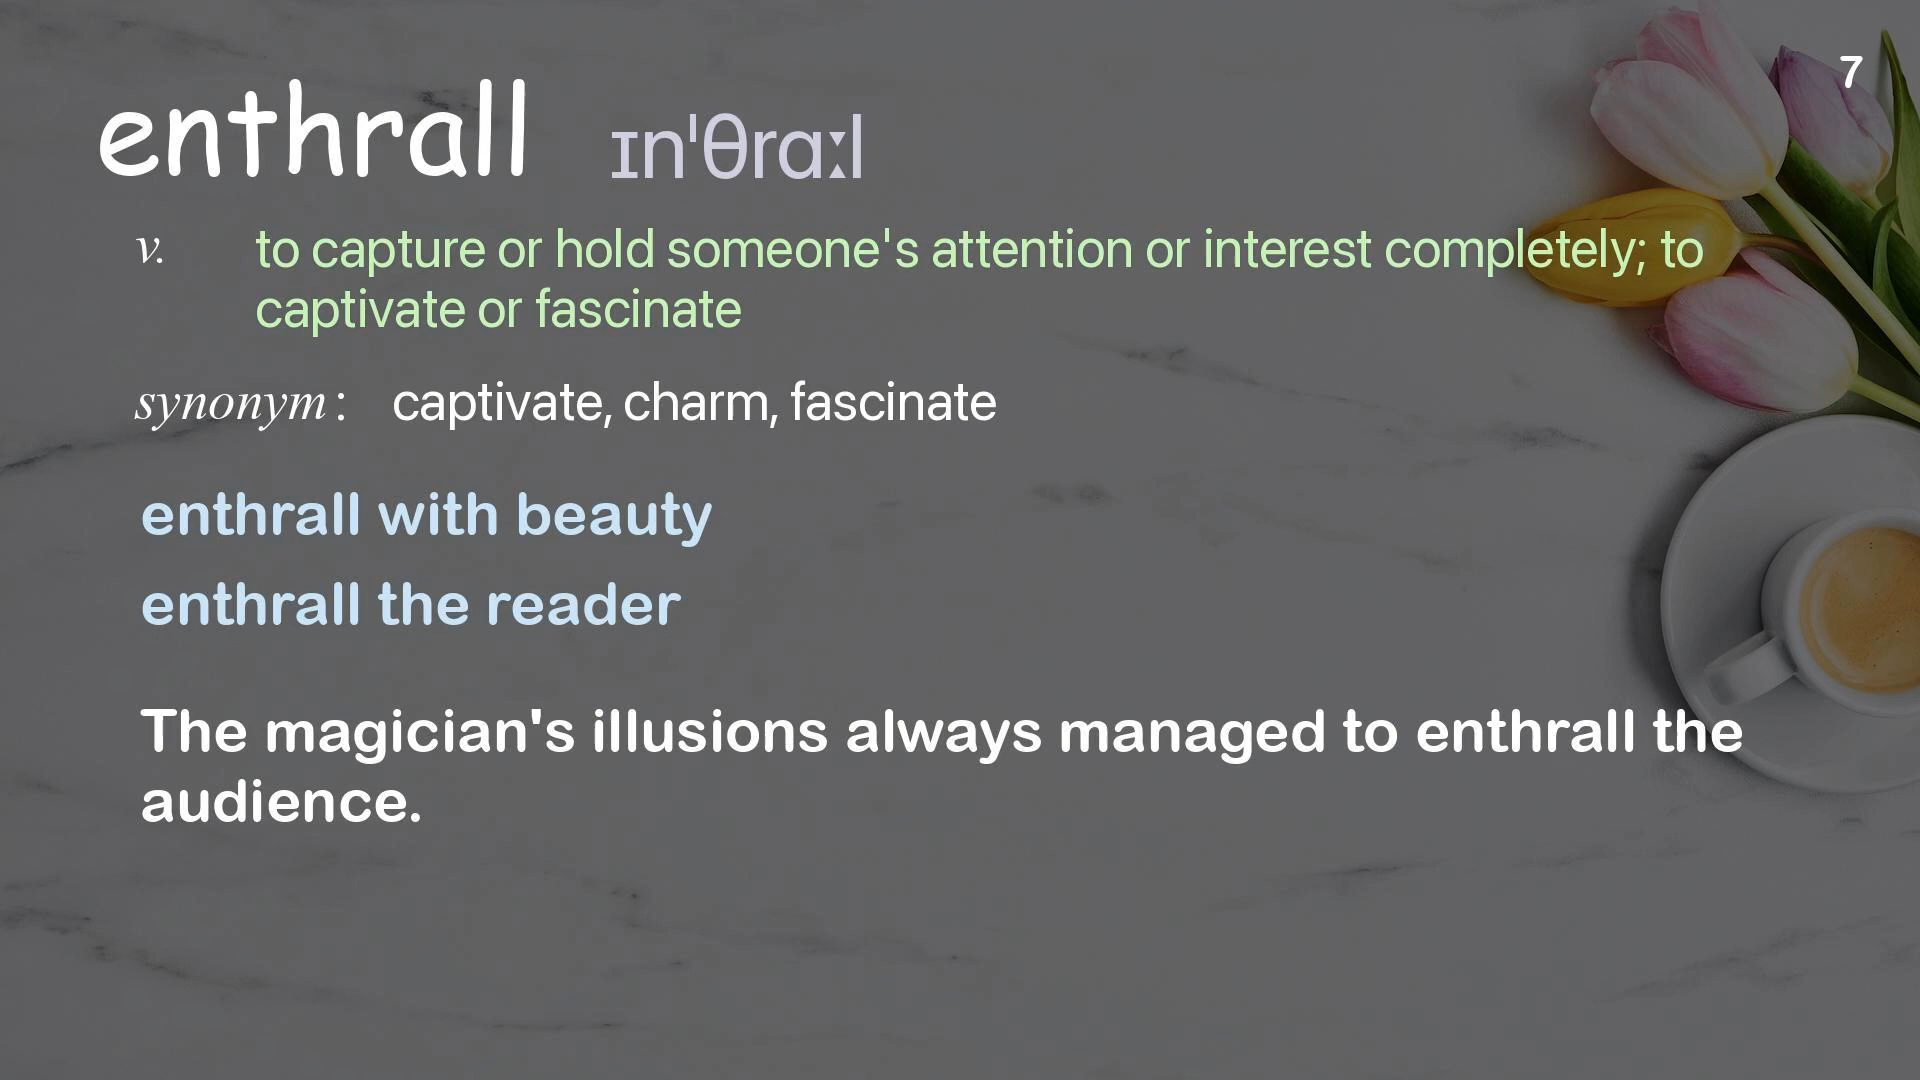 7
enthrall ɪnˈθrɑːl
v. to capture or hold someone's attention or interest completely; to
captivate or fascinate
synonym: captivate, charm, fascinate
enthrall with beauty
enthrall the reader
The magician's illusions always managed to enthrall the
audience.